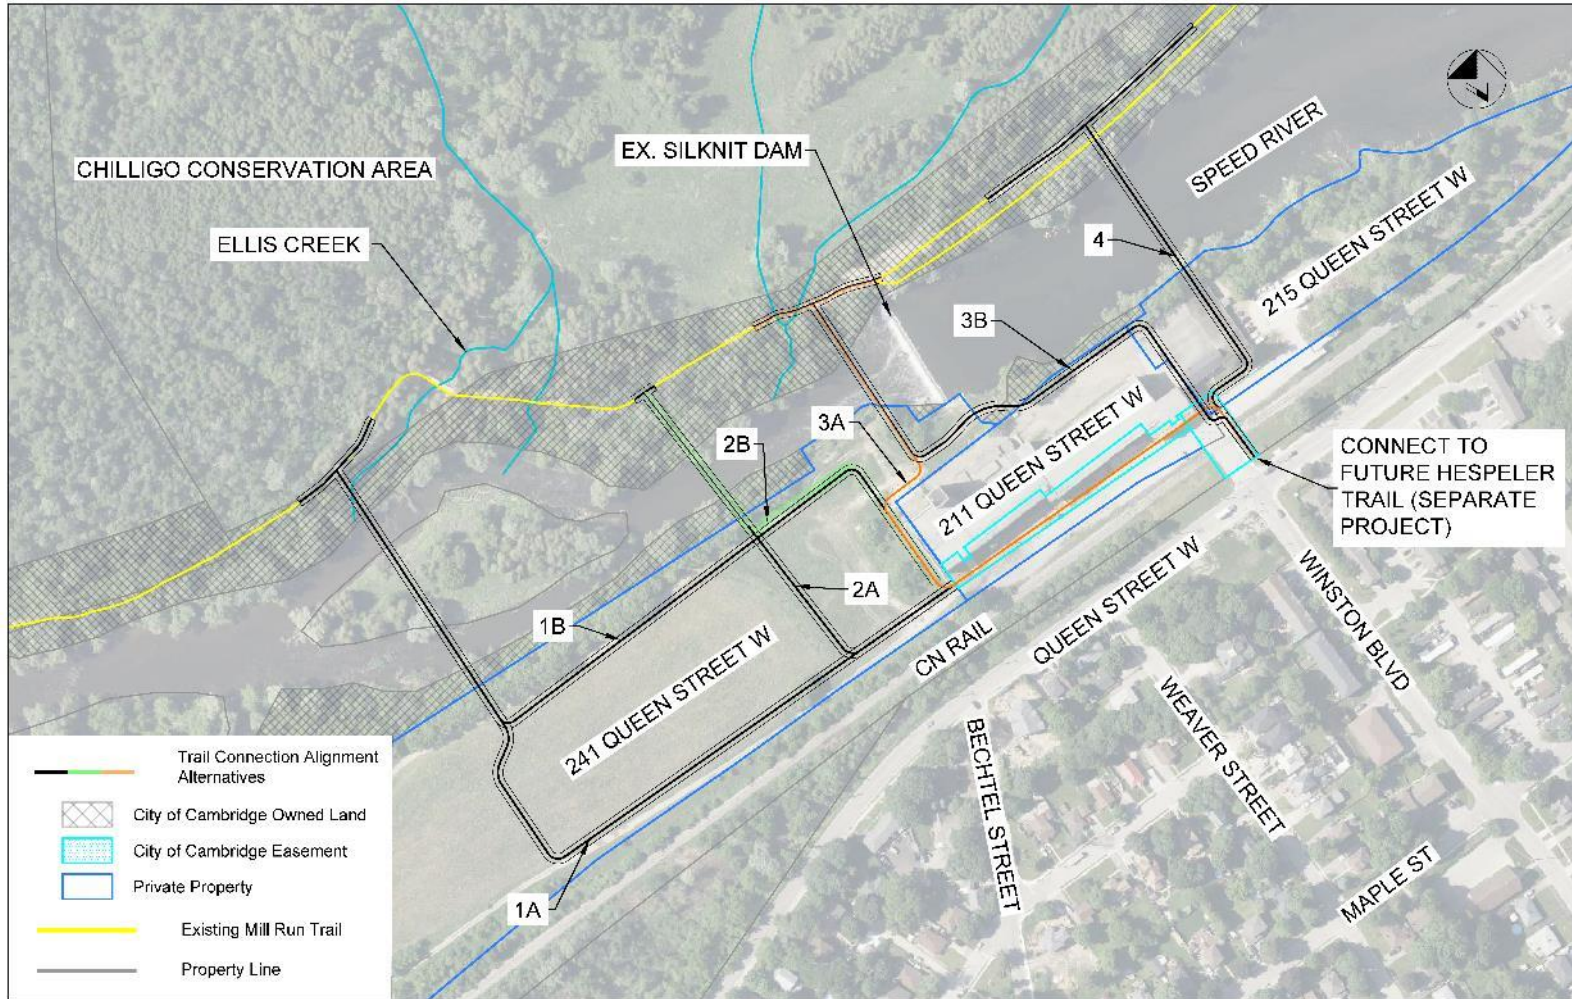 CHILLIGO CONSERVATION AREA
ELLIS CREEK
EX. SILKNIT DAM
SPEED RIVER
215 QUEEN STREET W
4
3B
3A
2B
2A
1B
1A
211 QUEEN STREET W
241 QUEEN STREET W
CONNECT TO
FUTURE HESPELER
TRAIL (SEPARATE
PROJECT)
CN RAIL
QUEEN STREET W
WINSTON BLVD
WEAVER STREET
BECHTEL STREET
MAPLE ST
Trail Connection Alignment
Alternatives
City of Cambridge Owned Land
City of Cambridge Easement
Private Property
Existing Mill Run Trail
Property Line